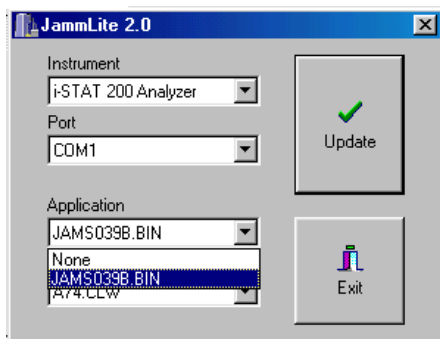 JammLite 2.0
Instrument
i-STAT 200 Analyzer
Port
COM1
Update
Application
JAMS039B.BIN
None
JAMS039B.BIN
A74.CLW
Exit